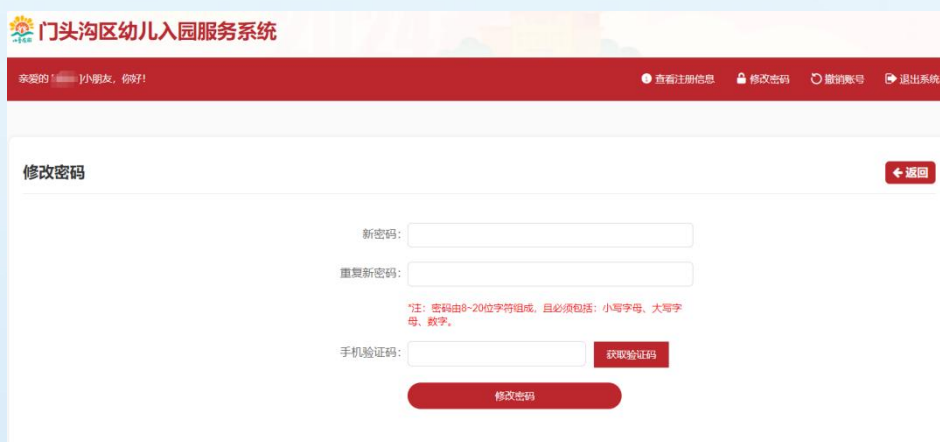 门头沟区幼儿入园服务系统
亲爱的 [ ]小朋友，你好！
查看注册信息 修改密码 撤销账号 退出系统
修改密码
返回
新密码：
重复新密码：
*注：密码由8~20位字符组成，且必须包括：小写字母、大写字
母、数字。
手机验证码： 获取验证码
修改密码